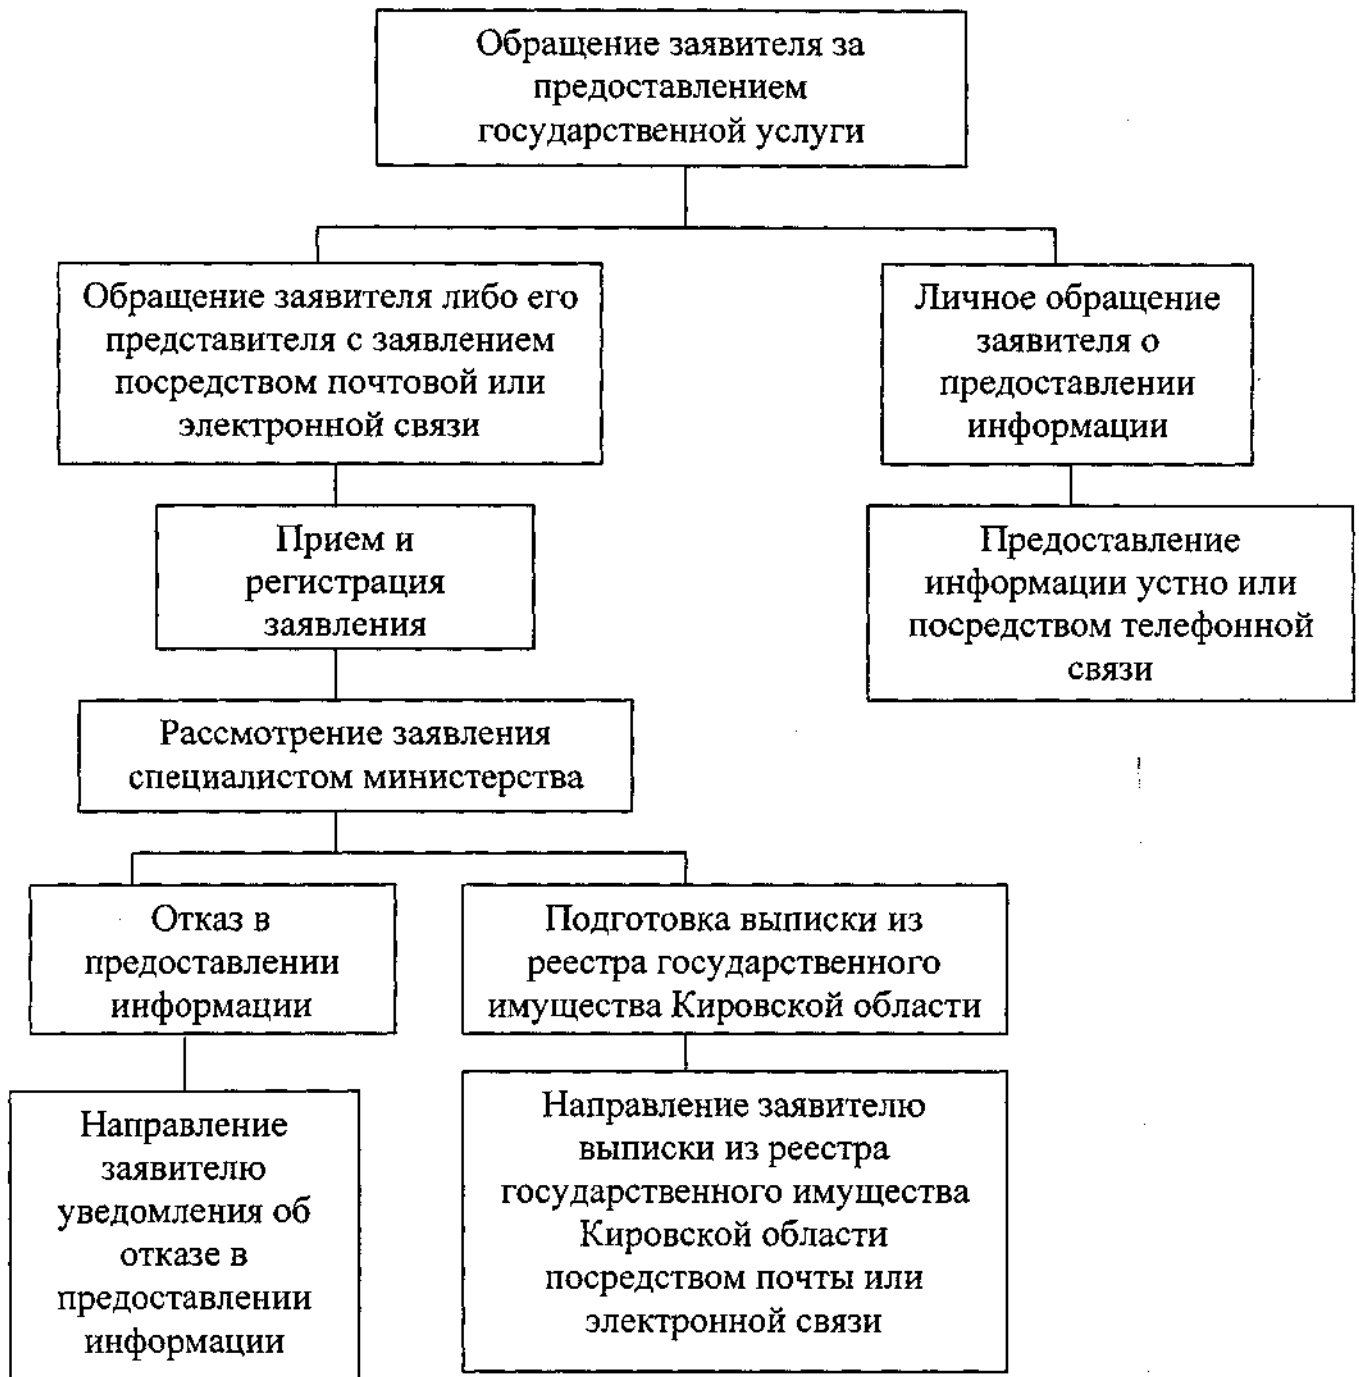 Обращение заявителя за
предоставлением
государственной услуги
Обращение заявителя либо его
представителя с заявлением
посредством почтовой или
электронной связи
Личное обращение
заявителя о
предоставлении
информации
Прием и
регистрация
заявления
Предоставление
информации устно или
посредством телефонной
связи
Рассмотрение заявления
специалистом министерства
Отказ в
предоставлении
информации
Подготовка выписки из
реестра государственного
имущества Кировской области
Направление
заявителю
уведомления об
отказе в
предоставлении
информации
Направление заявителю
выписки из реестра
государственного имущества
Кировской области
посредством почты или
электронной связи